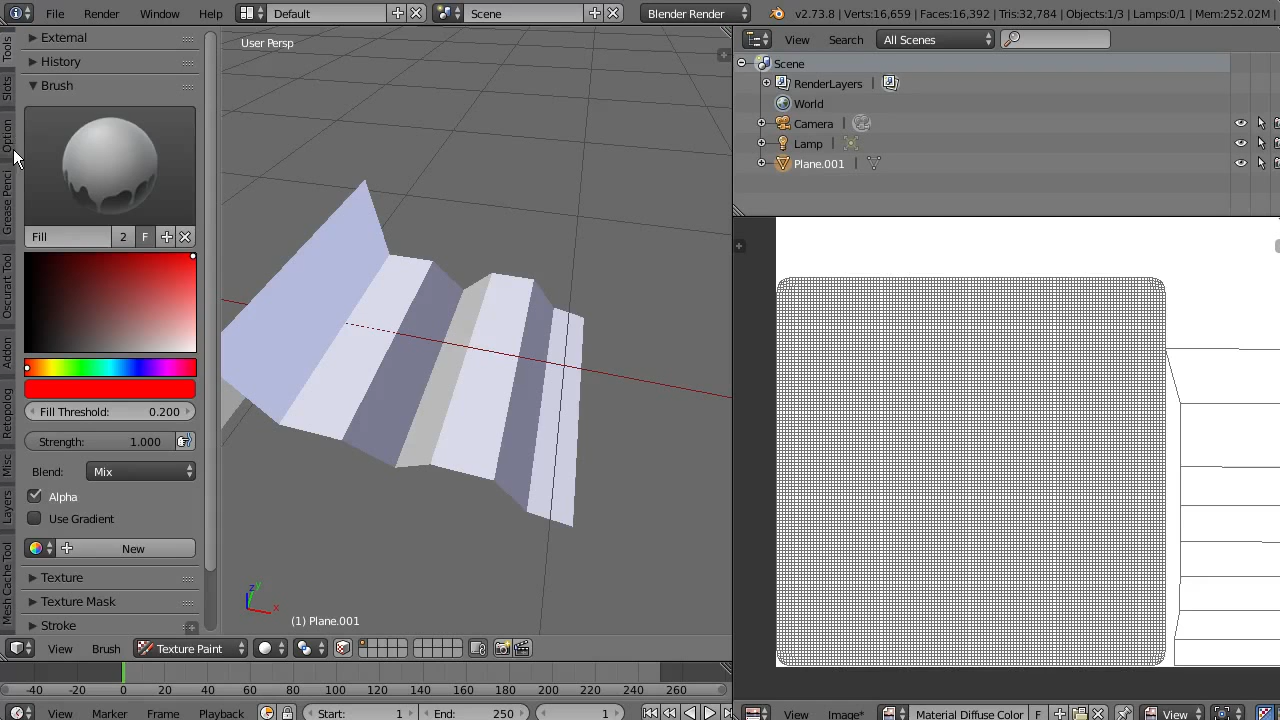 File Render Window Help Default Scene Blender Render v2.73.8 | Verts:16,659 | Faces:16,392 | Tris:32,784 | Objects:1/3 | Lamps:0/1 | Mem:252.02M
External
History
Brush
Fill 2 F
Fill Threshold: 0.200
Strength: 1.000
Blend: Mix
Alpha
Use Gradient
New
Texture
Texture Mask
Stroke
Tools
Slots
Option
Grease Penci
Oscurart Tool
Addon
Retopolog
Misc
Layers
Mesh Cache Tool
User Persp
z y x
(1) Plane.001
View Brush Texture Paint
View Search All Scenes
Scene
RenderLayers
World
Camera
Lamp
Plane.001
-40 -20 0 20 40 60 80 100 120 140 160 180 200 220 240 260
View Marker Frame Playback Start: 1 End: 250 1
View Image* Material Diffuse Color F View